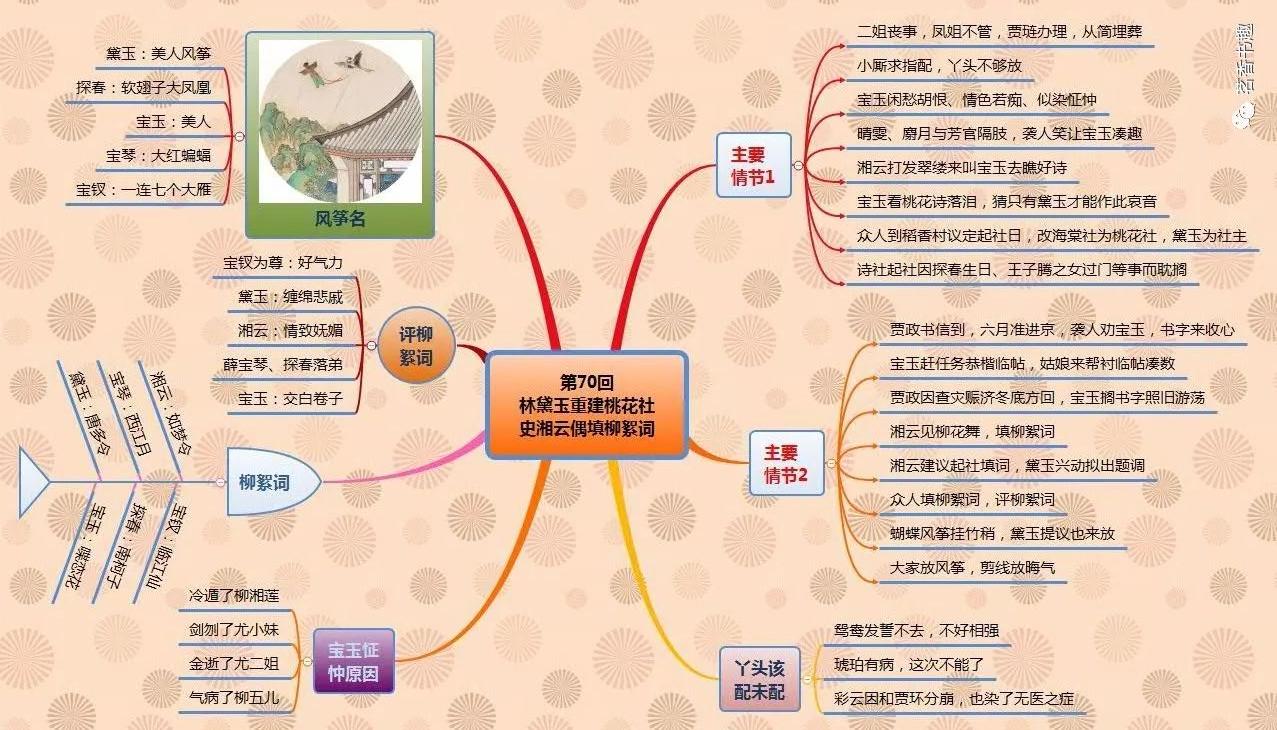 第70回
林黛玉重建桃花社
史湘云偶填柳絮词
主要
情节1
二姐丧事，凤姐不管，贾琏办理，从简埋葬
小厮求指配，丫头不够放
宝玉闲愁胡恨、情色若痴、似染怔忡
晴雯、麝月与芳官隔肢，袭人笑让宝玉凑趣
湘云打发翠缕来叫宝玉去瞧好诗
宝玉看桃花诗落泪，猜只有黛玉才能作此哀音
众人到稻香村议定起社日，改海棠社为桃花社，黛玉为社主
诗社起社因探春生日、王子腾之女过门等事而耽搁
主要
情节2
贾政书信到，六月准进京，袭人劝宝玉，书字来收心
宝玉赶任务恭楷临帖，姑娘来帮衬临帖凑数
贾政因查灾赈济冬底方回，宝玉搁书字照旧游荡
湘云见柳花舞，填柳絮词
湘云建议起社填词，黛玉兴动拟出题调
众人填柳絮词，评柳絮词
蝴蝶风筝挂竹稍，黛玉提议也来放
大家放风筝，剪线放晦气
丫头该
配未配
鸳鸯发誓不去，不好相强
琥珀有病，这次不能了
彩云因和贾环分崩，也染了无医之症
风筝名
黛玉：美人风筝
探春：软翅子大凤凰
宝玉：美人
宝琴：大红蝙蝠
宝钗：一连七个大雁
评柳
絮词
宝钗为尊：好气力
黛玉：缠绵悲戚
湘云：情致妩媚
薛宝琴、探春落弟
宝玉：交白卷子
柳絮词
湘云：如梦令
宝琴：西江月
黛玉：唐多令
宝钗：临江仙
探春：南柯子
宝玉：蝶恋花
宝玉怔
忡原因
冷遁了柳湘莲
剑刎了尤小妹
金逝了尤二姐
气病了柳五儿
名香书趣